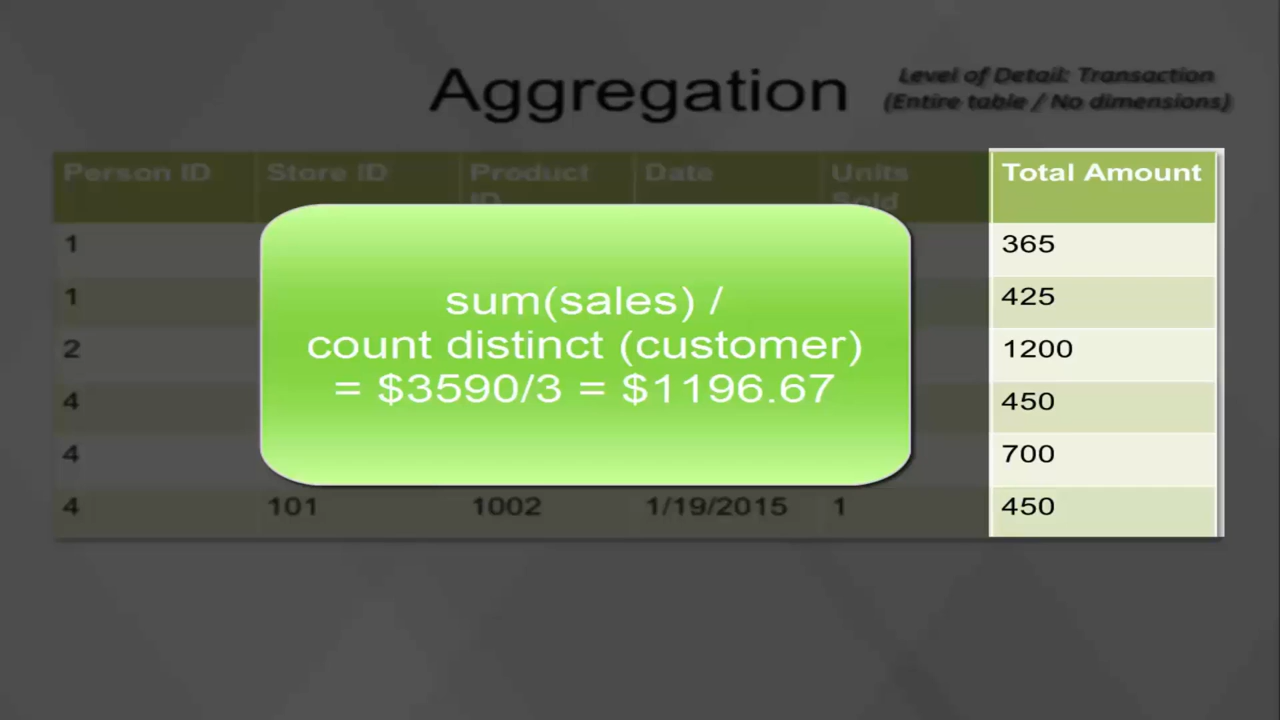 Aggregation
Level of Detail: Transaction
(Entire table / No dimensions)
Person ID Store ID Product ID Date Units Sold Total Amount
1 365
1 425
2 1200
4 450
4 700
4 101 1002 1/19/2015 1 450
sum(sales) /
count distinct (customer)
= $3590/3 = $1196.67